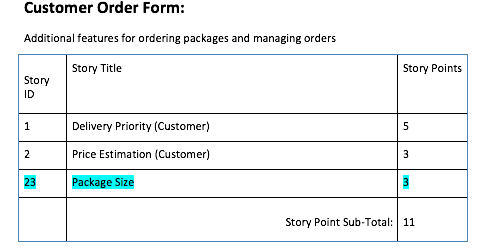 Customer Order Form:
Additional features for ordering packages and managing orders
Story ID Story Title Story Points
1 Delivery Priority (Customer) 5
2 Price Estimation (Customer) 3
23 Package Size 3
Story Point Sub-Total: 11